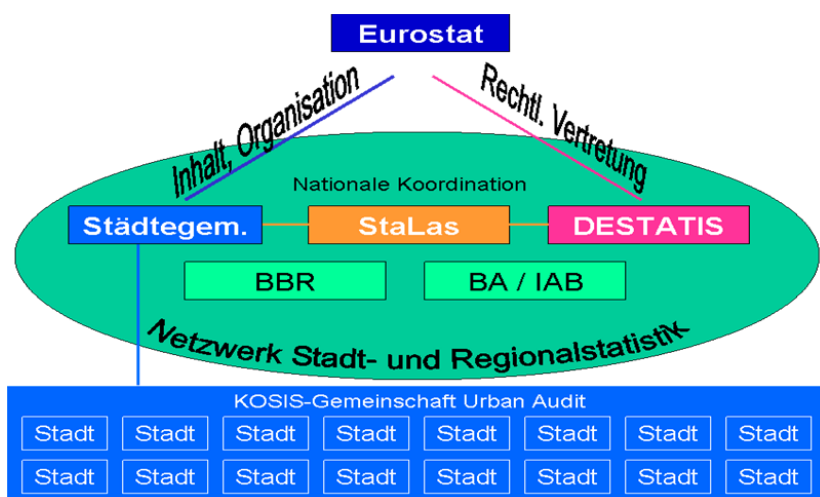 Eurostat
Inhalt, Organisation
Rechtl. Vertretung
Nationale Koordination
Städtegem. StaLas DESTATIS
BBR BA / IAB
Netzwerk Stadt- und Regionalstatistik
KOSIS-Gemeinschaft Urban Audit
Stadt Stadt Stadt Stadt Stadt Stadt Stadt Stadt
Stadt Stadt Stadt Stadt Stadt Stadt Stadt Stadt